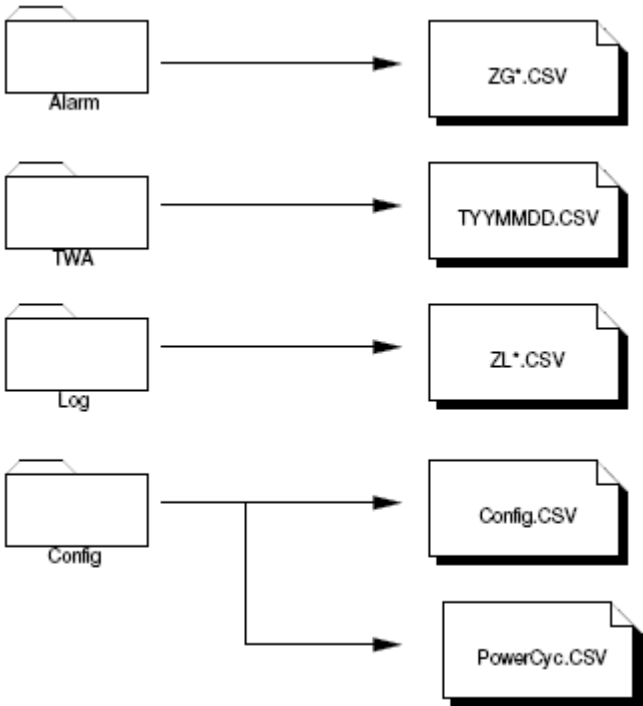 ZG*.CSV
Alarm
TYYMMDD.CSV
TWA
ZL*.CSV
Log
Config.CSV
Config
PowerCyc.CSV